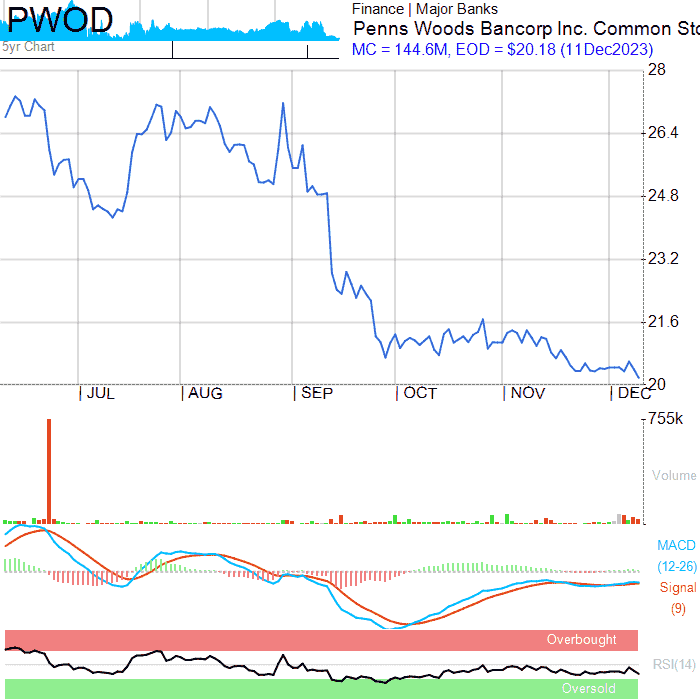 PWOD
5yr Chart
Finance | Major Banks
Penns Woods Bancorp Inc. Common Sto
MC = 144.6M, EOD = $20.18 (11Dec2023)
28
26.4
24.8
23.2
21.6
20
JUL AUG SEP OCT NOV DEC
755k
Volume
MACD
(12-26)
Signal
(9)
Overbought
RSI(14)
Oversold